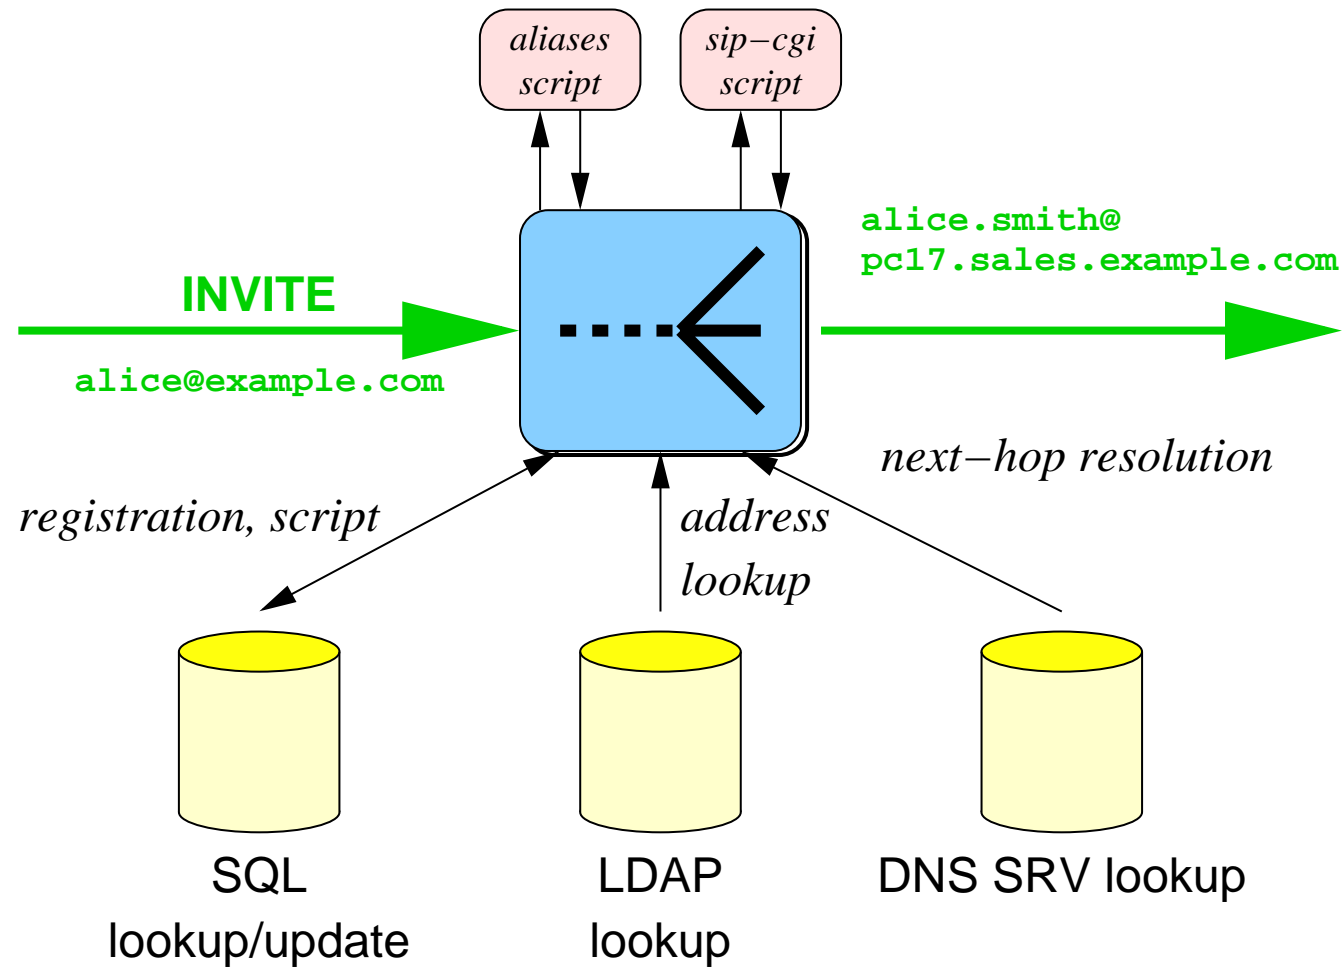 aliases
script
sip−cgi
script
INVITE
alice@example.com
alice.smith@
pc17.sales.example.com
registration, script
address
lookup
next−hop resolution
SQL
lookup/update
LDAP
lookup
DNS SRV lookup